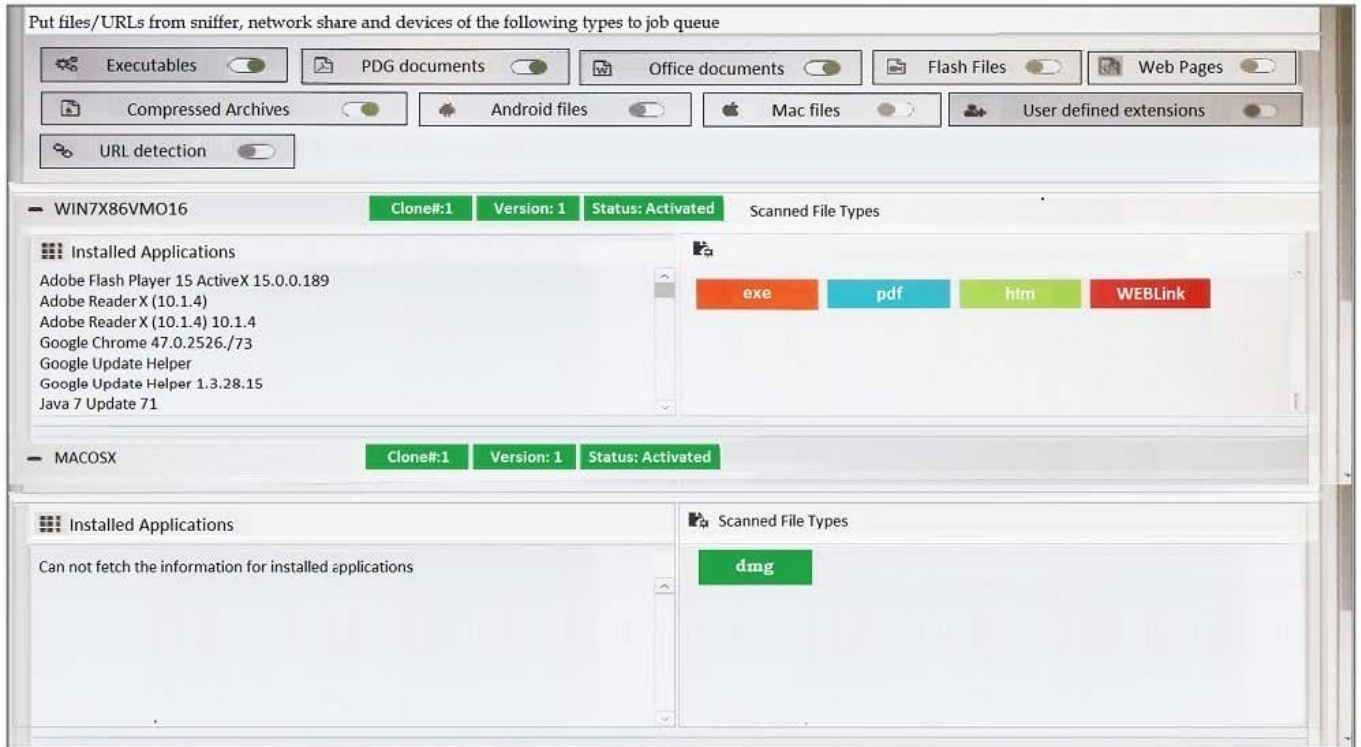 Put files/URLs from sniffer, network share and devices of the following types to job queue
Executables PDG documents Office documents Flash Files Web Pages
Compressed Archives Android files Mac files User defined extensions
URL detection
WIN7X86VMO16 Clone#:1 Version: 1 Status: Activated Scanned File Types
Installed Applications
Adobe Flash Player 15 ActiveX 15.0.0.189
Adobe Reader X (10.1.4)
Adobe Reader X (10.1.4) 10.1.4
Google Chrome 47.0.2526./73
Google Update Helper
Google Update Helper 1.3.28.15
Java 7 Update 71
exe pdf htm WEBLink
MACOSX Clone#:1 Version: 1 Status: Activated
Installed Applications
Can not fetch the information for installed applications
Scanned File Types
dmg